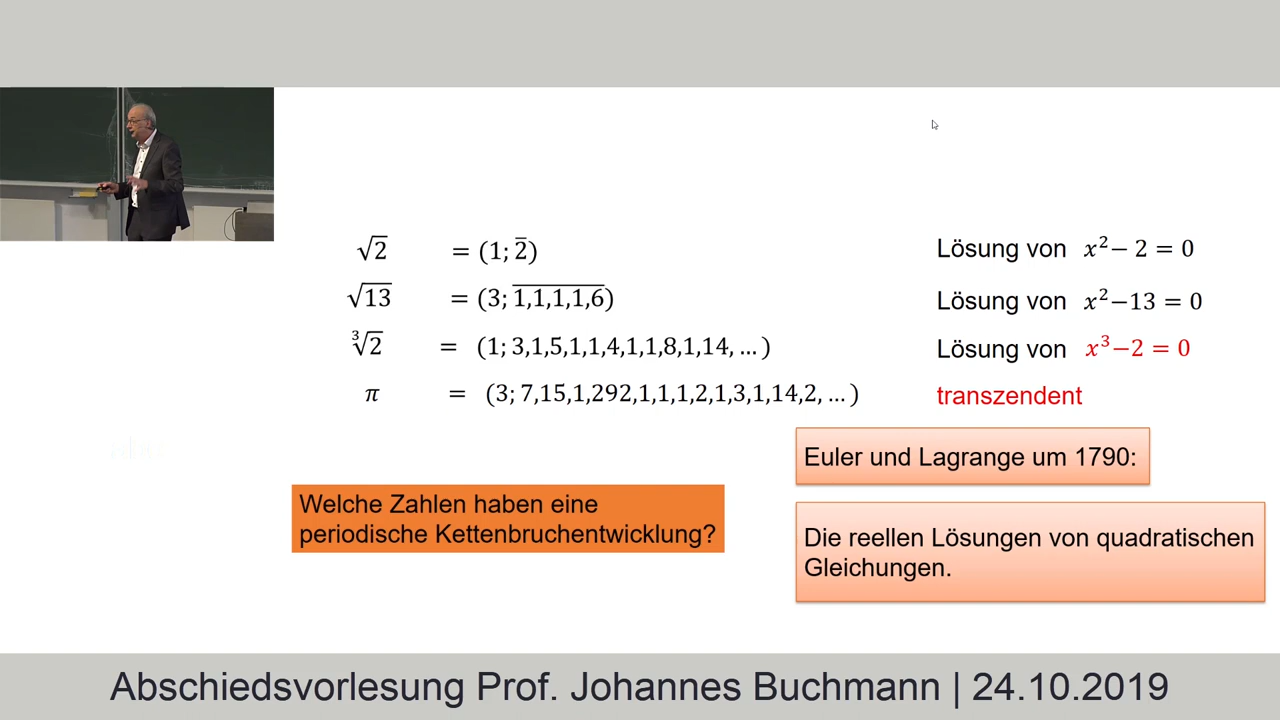 √2 = (1; 2̅)
Lösung von x² − 2 = 0
√13 = (3; 1̅,̅1̅,̅1̅,̅1̅,̅6̅)
Lösung von x² −13 = 0
∛2 = (1; 3,1,5,1,1,4,1,1,8,1,14, … )
Lösung von x³ −2 = 0
π = (3; 7,15,1,292,1,1,1,2,1,3,1,14,2, … )
transzendent
Euler und Lagrange um 1790:
Welche Zahlen haben eine
periodische Kettenbruchentwicklung?
Die reellen Lösungen von quadratischen
Gleichungen.
Abschiedsvorlesung Prof. Johannes Buchmann | 24.10.2019